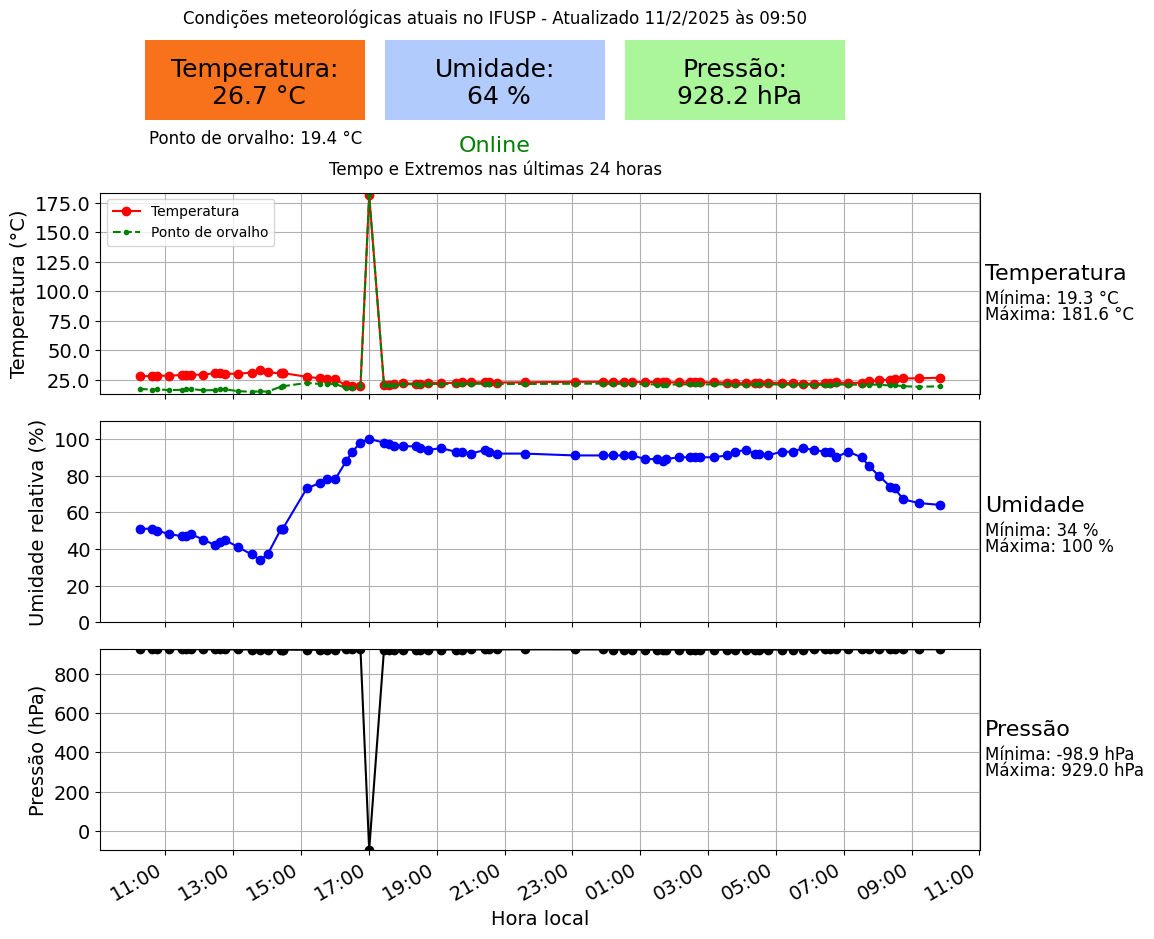 Condições meteorológicas atuais no IFUSP - Atualizado 11/2/2025 às 09:50
Temperatura:
26.7 °C
Umidade:
64 %
Pressão:
928.2 hPa
Ponto de orvalho: 19.4 °C
Online
Tempo e Extremos nas últimas 24 horas
Temperatura (°C)
175.0
150.0
125.0
100.0
75.0
50.0
25.0
Temperatura
Ponto de orvalho
Temperatura
Mínima: 19.3 °C
Máxima: 181.6 °C
Umidade relativa (%)
100
80
60
40
20
0
Umidade
Mínima: 34 %
Máxima: 100 %
Pressão (hPa)
800
600
400
200
0
Pressão
Mínima: -98.9 hPa
Máxima: 929.0 hPa
11:00 13:00 15:00 17:00 19:00 21:00 23:00 01:00 03:00 05:00 07:00 09:00 11:00
Hora local